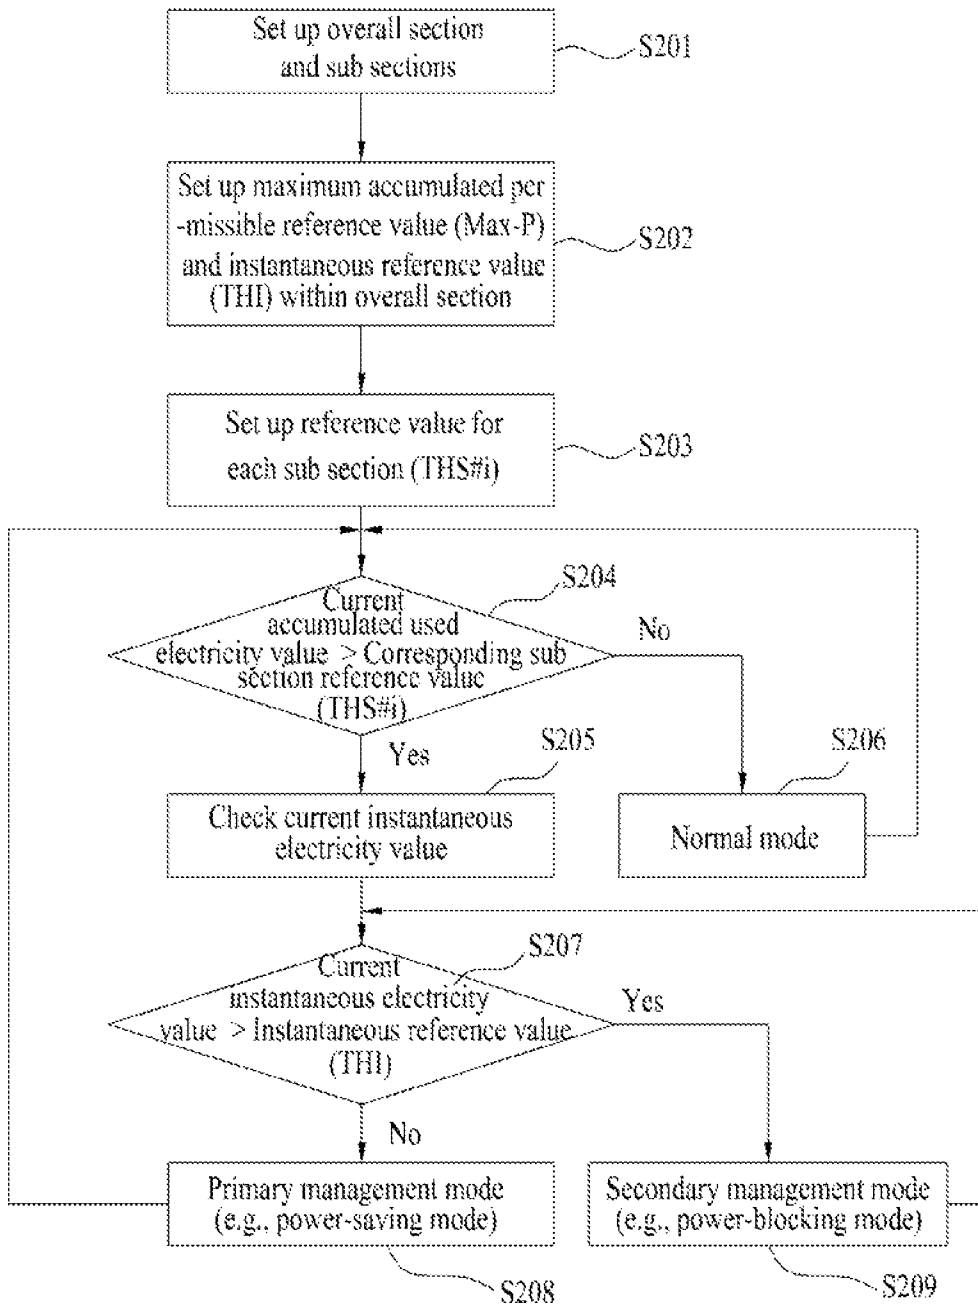 Set up overall section
and sub sections
S201
Set up maximum accumulated per
-missible reference value (Max-P)
and instantaneous reference value
(THI) within overall section
S202
Set up reference value for
each sub section (THS#i)
S203
S204
Current
accumulated used
electricity value > Corresponding sub
section reference value
(THS#i)
No
Yes
S205
S206
Check current instantaneous
electricity value
Normal mode
S207
Current
instantaneous electricity
value > Instantaneous reference value
(THI)
Yes
No
Primary management mode
(e.g., power-saving mode)
Secondary management mode
(e.g., power-blocking mode)
S208
S209